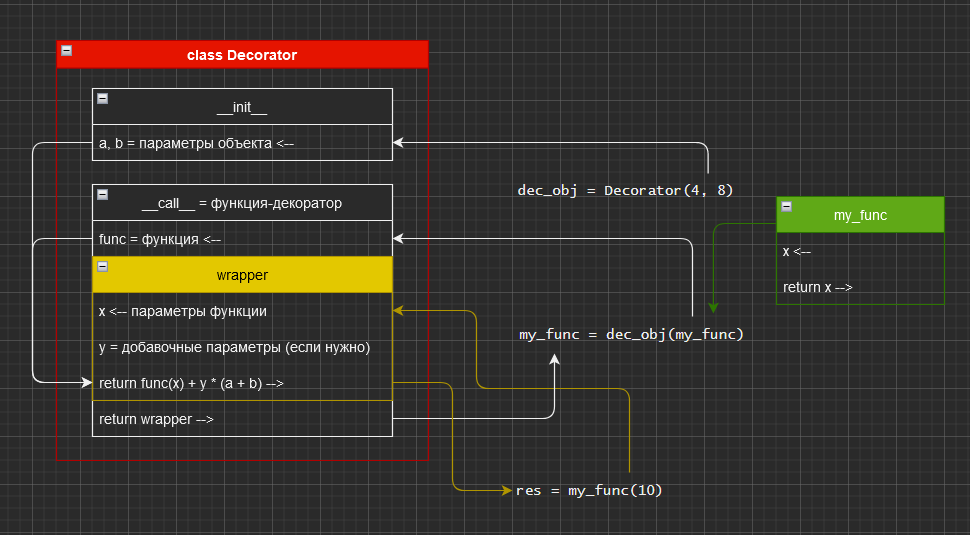 class Decorator
__init__
a, b = параметры объекта <--
dec_obj = Decorator(4, 8)
__call__ = функция-декоратор
my_func
func = функция <--
x <--
wrapper
return x -->
x <-- параметры функции
my_func = dec_obj(my_func)
y = добавочные параметры (если нужно)
return func(x) + y * (a + b) -->
return wrapper -->
res = my_func(10)